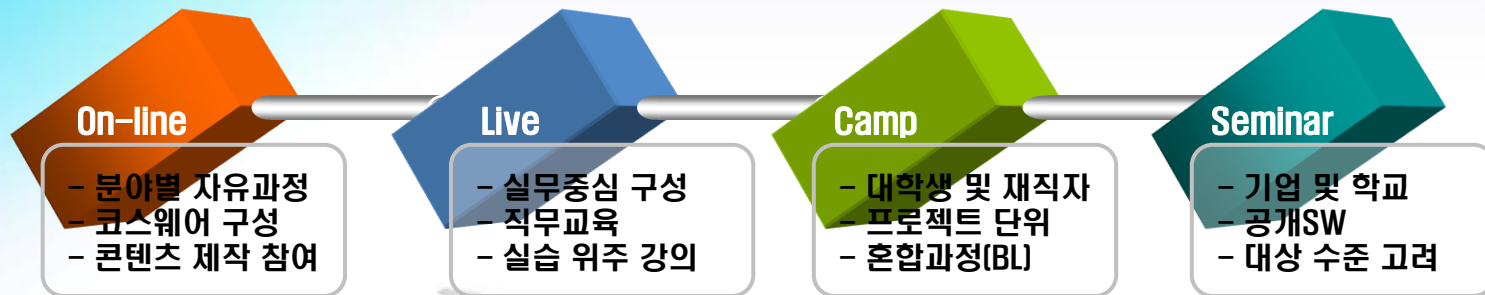 On-line
- 분야별 자유과정
- 코스웨어 구성
- 콘텐츠 제작 참여
Live
- 실무중심 구성
- 직무교육
- 실습 위주 강의
Camp
- 대학생 및 재직자
- 프로젝트 단위
- 혼합과정(BL)
Seminar
- 기업 및 학교
- 공개SW
- 대상 수준 고려